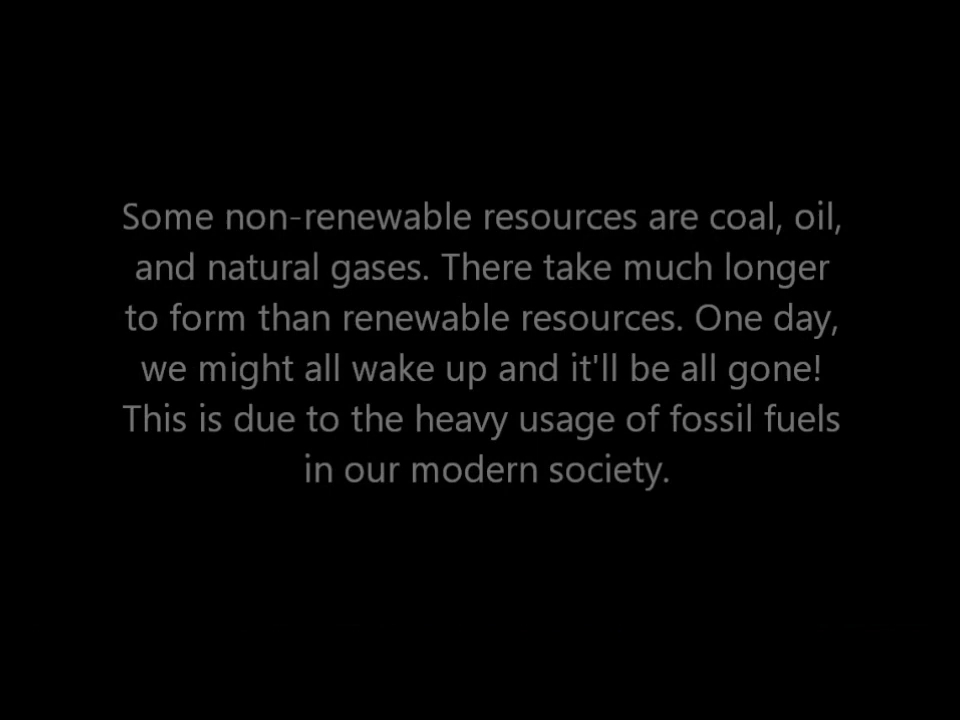 Some non-renewable resources are coal, oil,
and natural gases. There take much longer
to form than renewable resources. One day,
we might all wake up and it'll be all gone!
This is due to the heavy usage of fossil fuels
in our modern society.